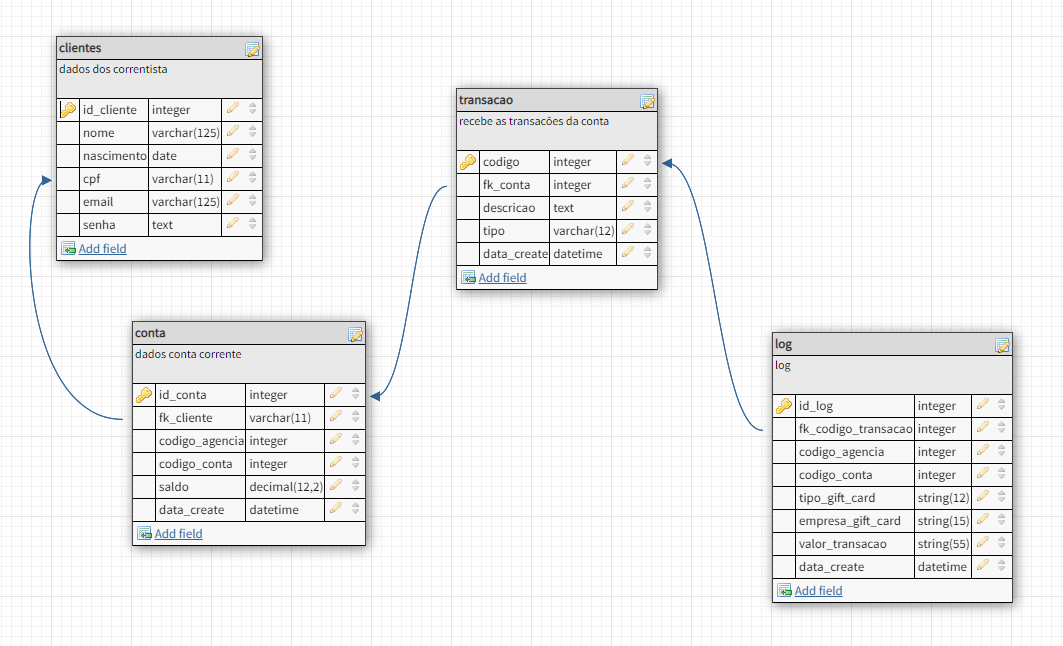 clientes
dados dos correntista
id_cliente integer
nome varchar(125)
nascimento date
cpf varchar(11)
email varchar(125)
senha text
Add field
transacao
recebe as transacões da conta
codigo integer
fk_conta integer
descricao text
tipo varchar(12)
data_create datetime
Add field
conta
dados conta corrente
id_conta integer
fk_cliente varchar(11)
codigo_agencia integer
codigo_conta integer
saldo decimal(12,2)
data_create datetime
Add field
log
log
id_log integer
fk_codigo_transacao integer
codigo_agencia integer
codigo_conta integer
tipo_gift_card string(12)
empresa_gift_card string(15)
valor_transacao string(55)
data_create datetime
Add field